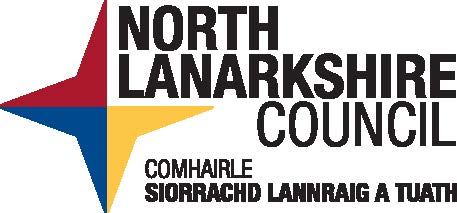 NORTH
LANARKSHIRE
COUNCIL
COMHAIRLE
SIORRACHD LANNRAIG A TUATH